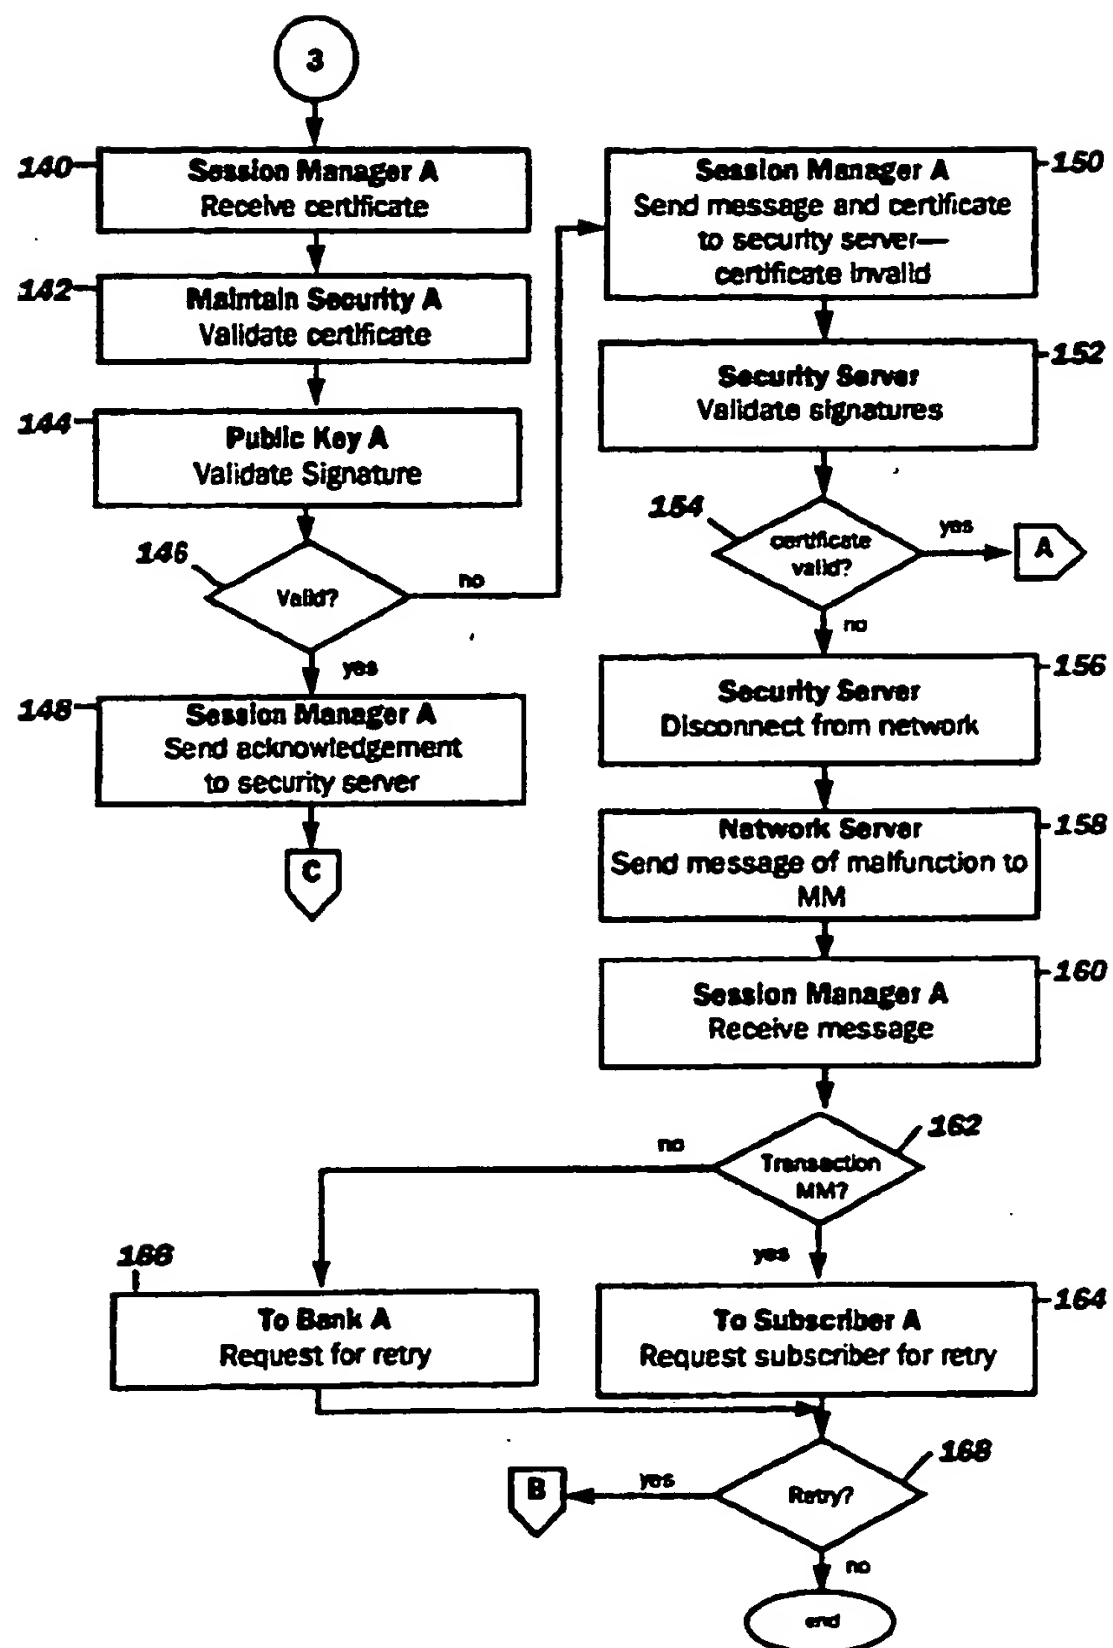 3
140
Session Manager A
Receive certificate
142
Maintain Security A
Validate certificate
144
Public Key A
Validate Signature
146
Valid?
no
yes
148
Session Manager A
Send acknowledgement
to security server
C
150
Session Manager A
Send message and certificate
to security server—
certificate invalid
152
Security Server
Validate signatures
154
certificate
valid?
yes
A
no
156
Security Server
Disconnect from network
158
Network Server
Send message of malfunction to
MM
160
Session Manager A
Receive message
162
Transaction
MM?
no
yes
166
To Bank A
Request for retry
164
To Subscriber A
Request subscriber for retry
168
Retry?
yes
B
no
end